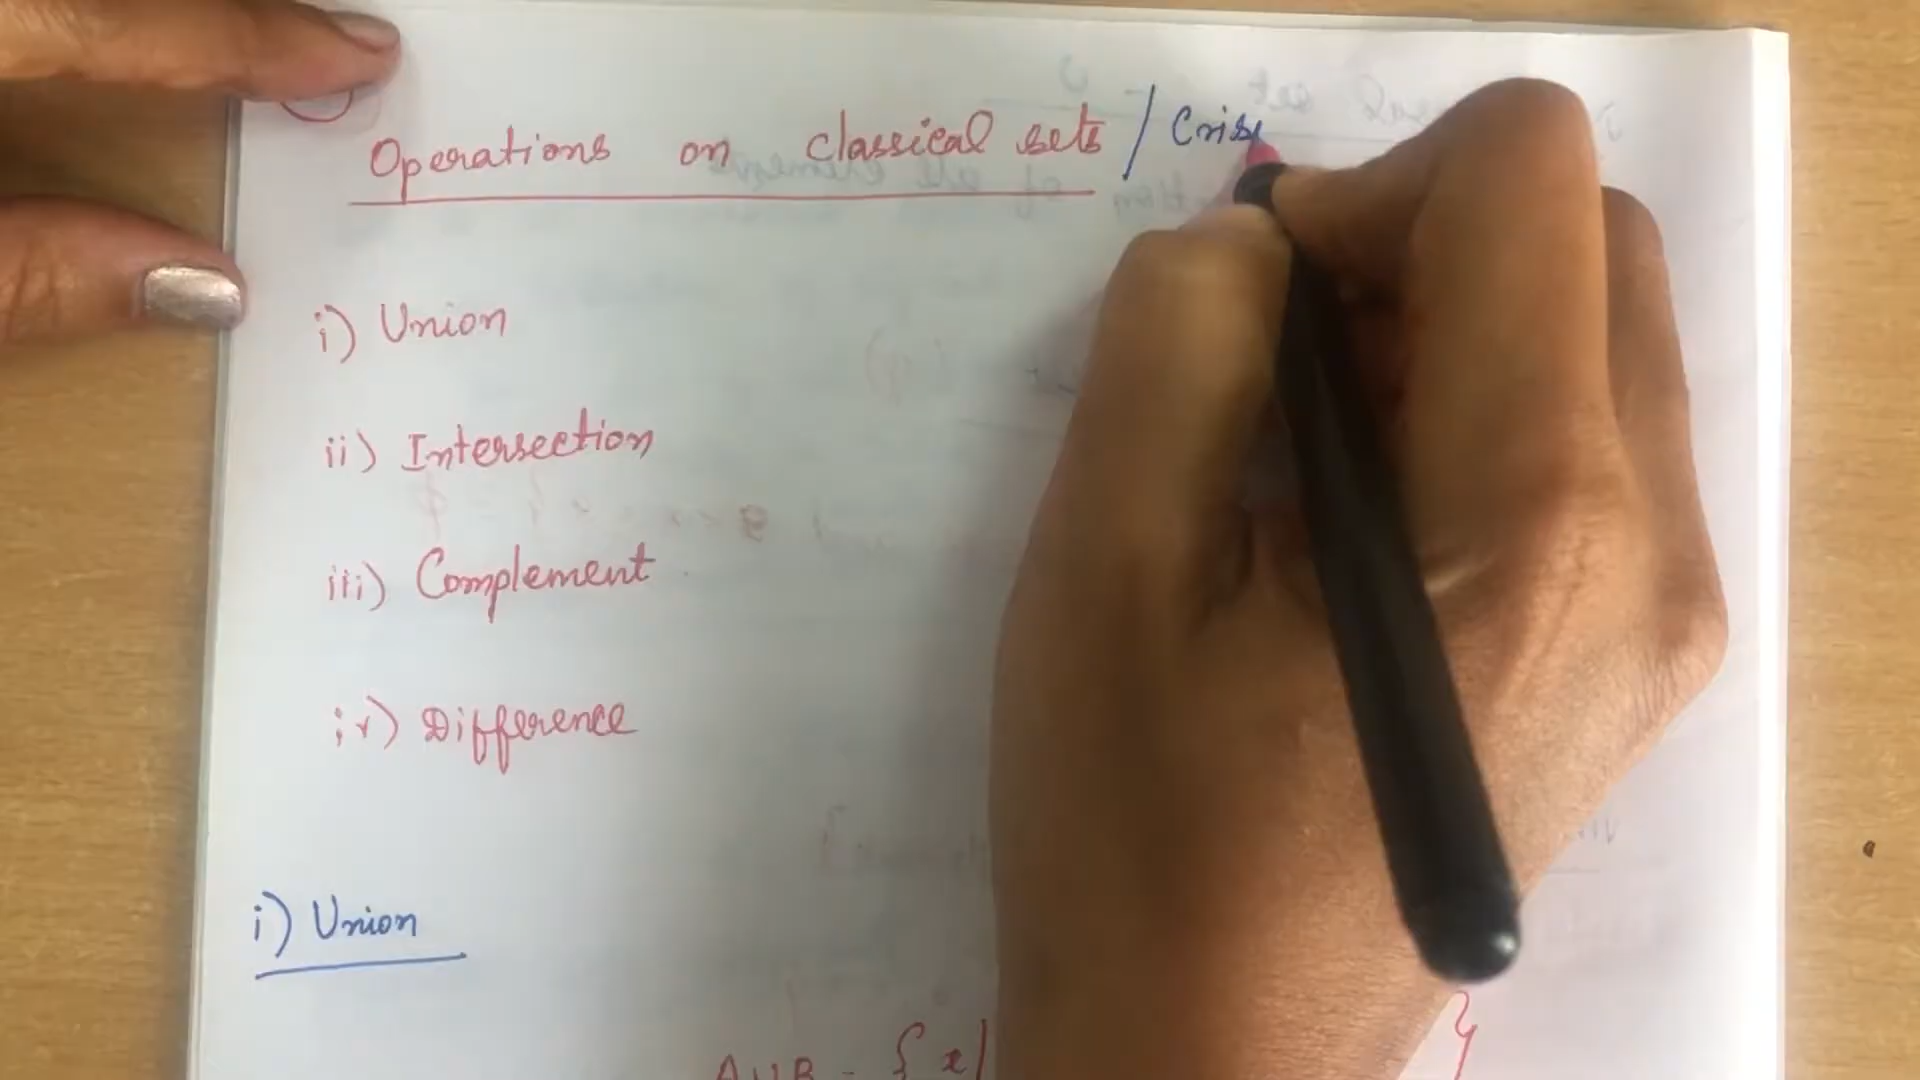 Operations on classical sets / Cris
i) Union
ii) Intersection
iii) Complement
iv) Difference
i) Union
A U B = { x | }